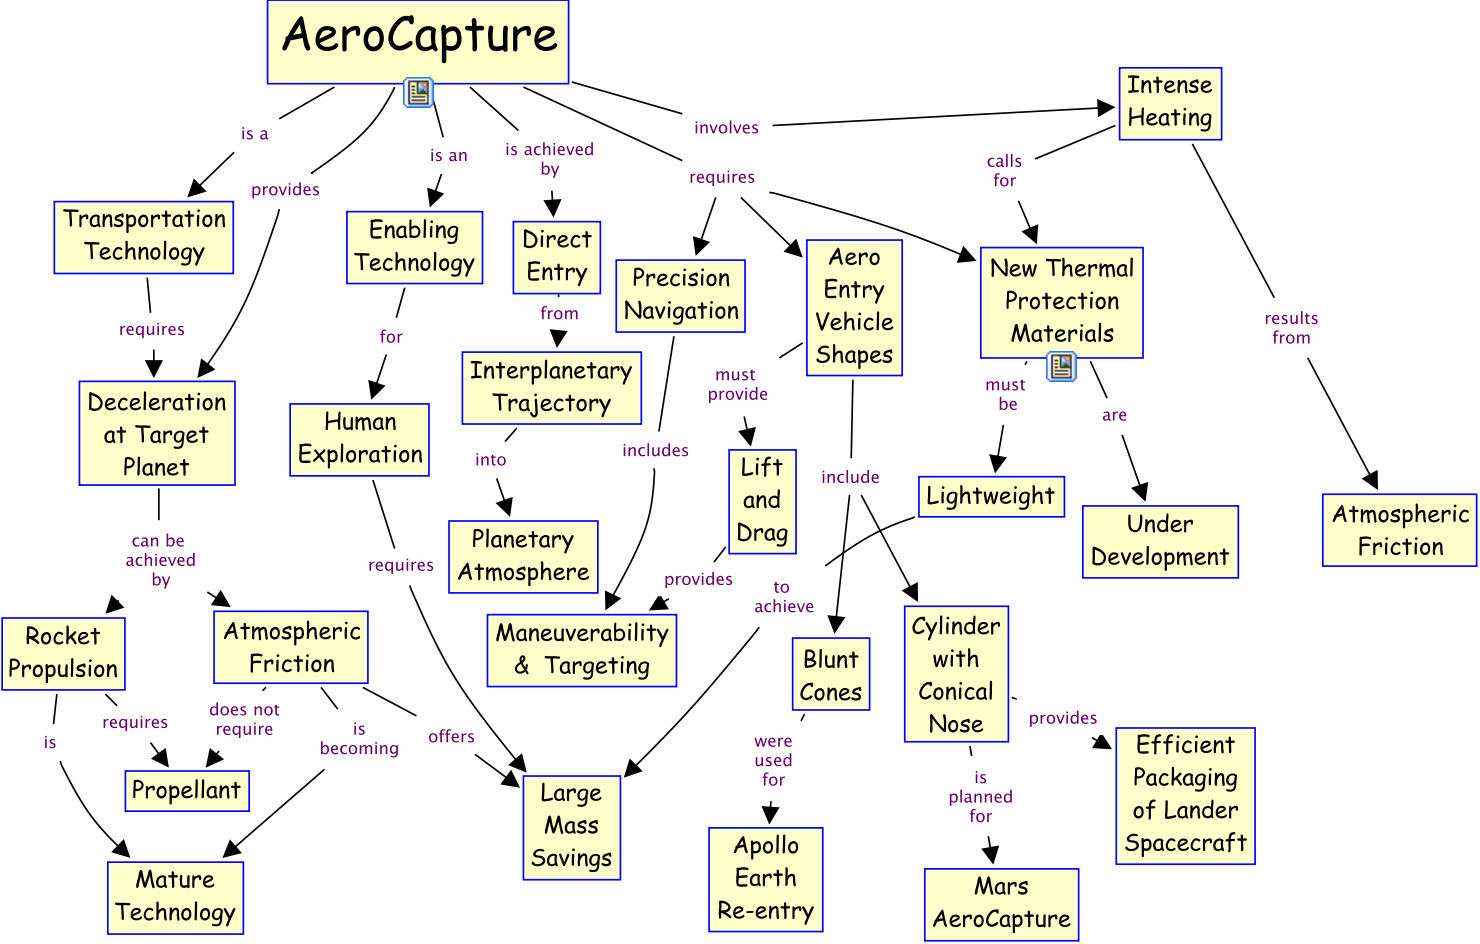 AeroCapture
Intense
Heating
involves
is a
is achieved
by
is an
calls
for
requires
provides
Transportation
Technology
Enabling
Technology
Direct
Entry
Precision
Navigation
Aero
Entry
Vehicle
Shapes
New Thermal
Protection
Materials
requires
for
from
results
from
Deceleration
at Target
Planet
Human
Exploration
Interplanetary
Trajectory
must
provide
must
be
are
into
includes
include
Lift
and
Drag
Lightweight
Under
Development
Atmospheric
Friction
can be
achieved
by
requires
Planetary
Atmosphere
provides
to
achieve
Rocket
Propulsion
Atmospheric
Friction
Maneuverability
& Targeting
Blunt
Cones
Cylinder
with
Conical
Nose
is
requires
does not
require
is
becoming
offers
were
used
for
is
planned
for
provides
Propellant
Large
Mass
Savings
Efficient
Packaging
of Lander
Spacecraft
Mature
Technology
Apollo
Earth
Re-entry
Mars
AeroCapture